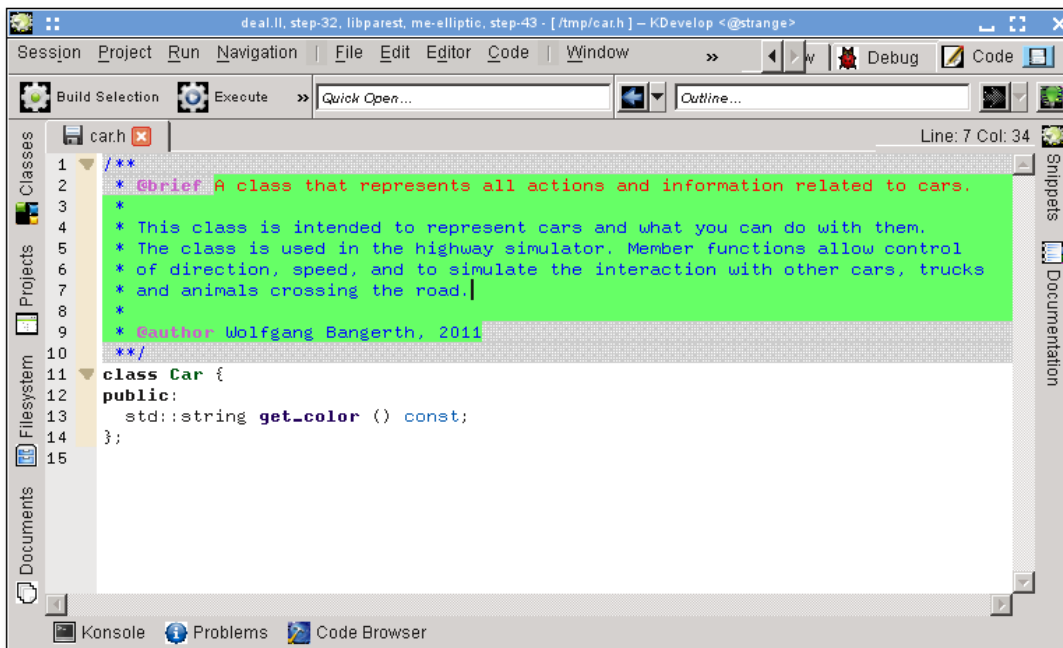 deal.II, step-32, libparest, me-elliptic, step-43 - [ /tmp/car.h ] – KDevelop <@strange>
Session Project Run Navigation | File Edit Editor Code | Window » w Debug Code
Build Selection Execute » Quick Open... Outline...
Classes
Projects
Filesystem
Documents
car.h Line: 7 Col: 34
1 /**
2 * @brief A class that represents all actions and information related to cars.
3 *
4 * This class is intended to represent cars and what you can do with them.
5 * The class is used in the highway simulator. Member functions allow control
6 * of direction, speed, and to simulate the interaction with other cars, trucks
7 * and animals crossing the road.
8 *
9 * @author Wolfgang Bangerth, 2011
10 **/
11 class Car {
12 public:
13 std::string get_color () const;
14 };
15
Snippets
Documentation
Konsole Problems Code Browser